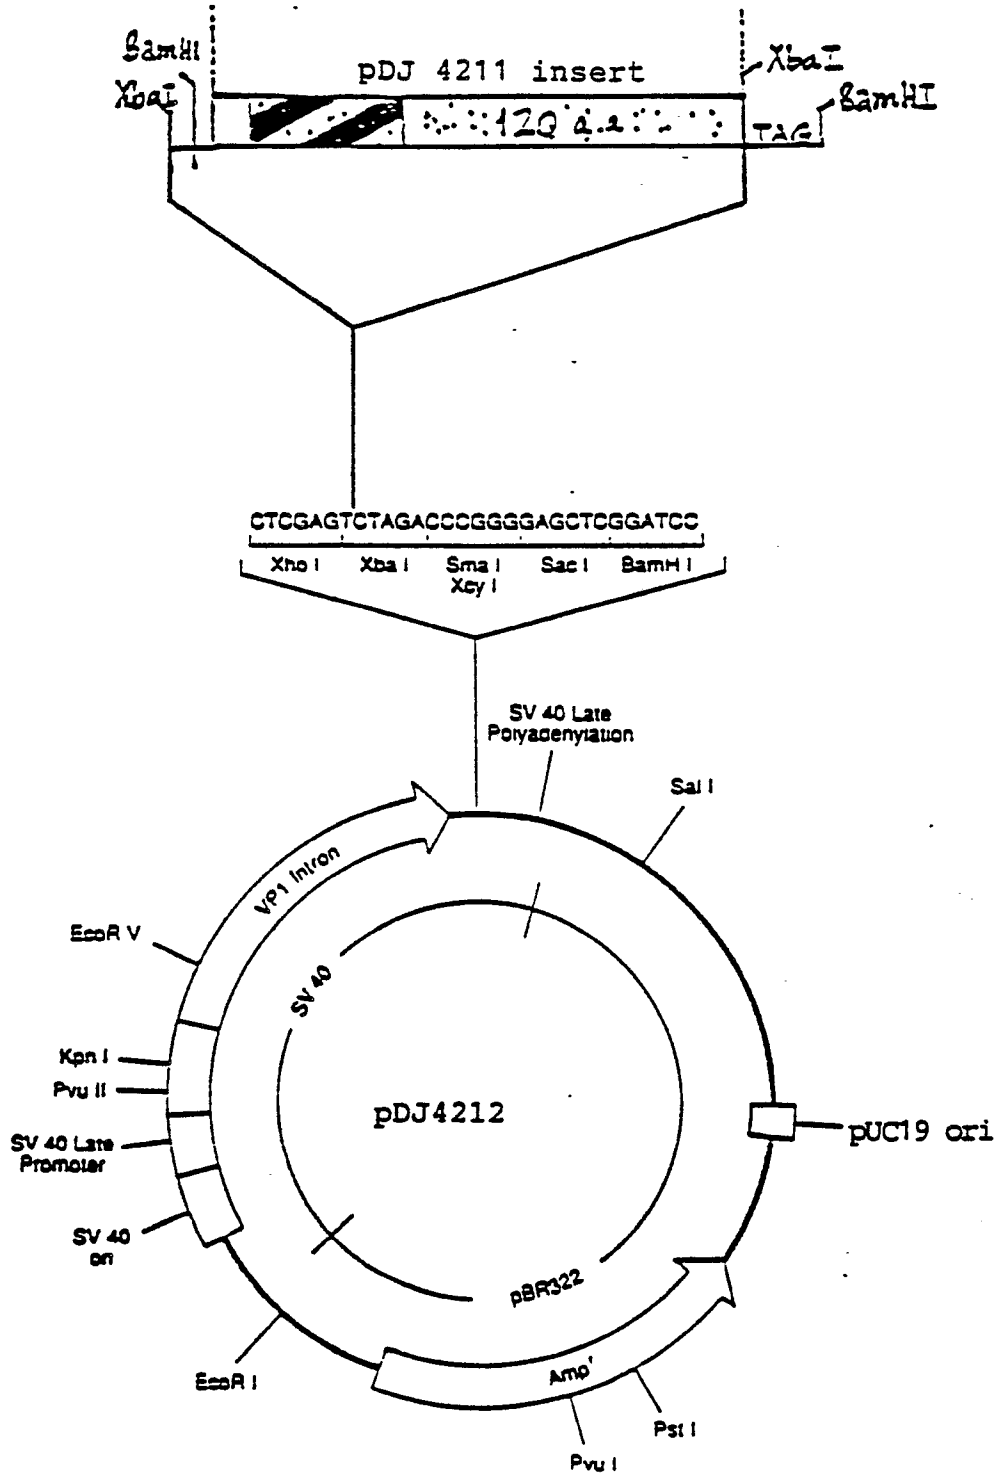 BamHI
XbaI
pDJ 4211 insert
XbaI
BamHI
120 a.a
TAG
CTCGAGTCTAGACCCGGGGAGCTCGGATCC
Xho I
Xba I
Sma I
Xcy I
Sac I
BamH I
SV 40 Late
Polyadenylation
Sal I
VP1 Intron
EcoR V
SV 40
Kpn I
Pvu II
pDJ4212
SV 40 Late
Promoter
pUC19 ori
SV 40
ori
pBR322
EcoR I
Ampʳ
Pst I
Pvu I